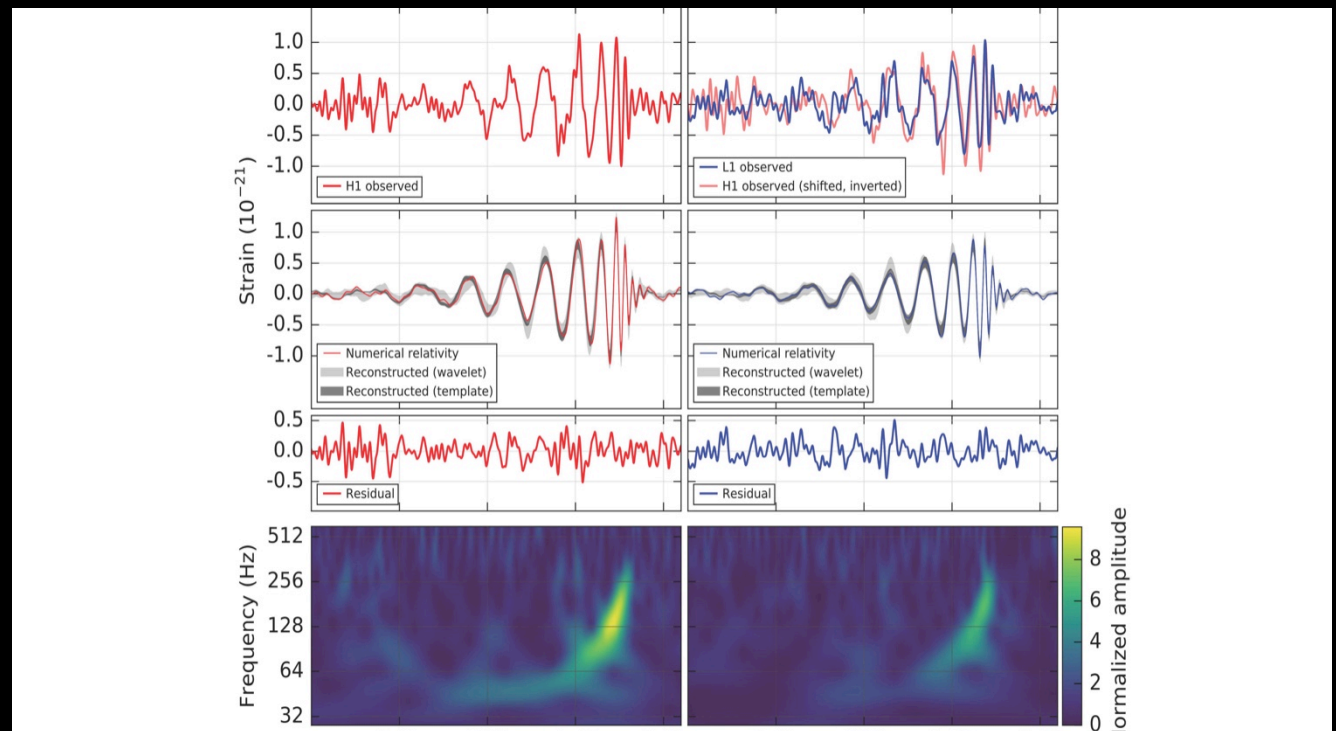 1.0
0.5
0.0
-0.5
-1.0
H1 observed
L1 observed
H1 observed (shifted, inverted)
Strain (10⁻²¹)
1.0
0.5
0.0
-0.5
-1.0
Numerical relativity
Reconstructed (wavelet)
Reconstructed (template)
Numerical relativity
Reconstructed (wavelet)
Reconstructed (template)
0.5
0.0
-0.5
Residual
Residual
Frequency (Hz)
512
256
128
64
32
8
6
4
2
0
ormalized amplitude